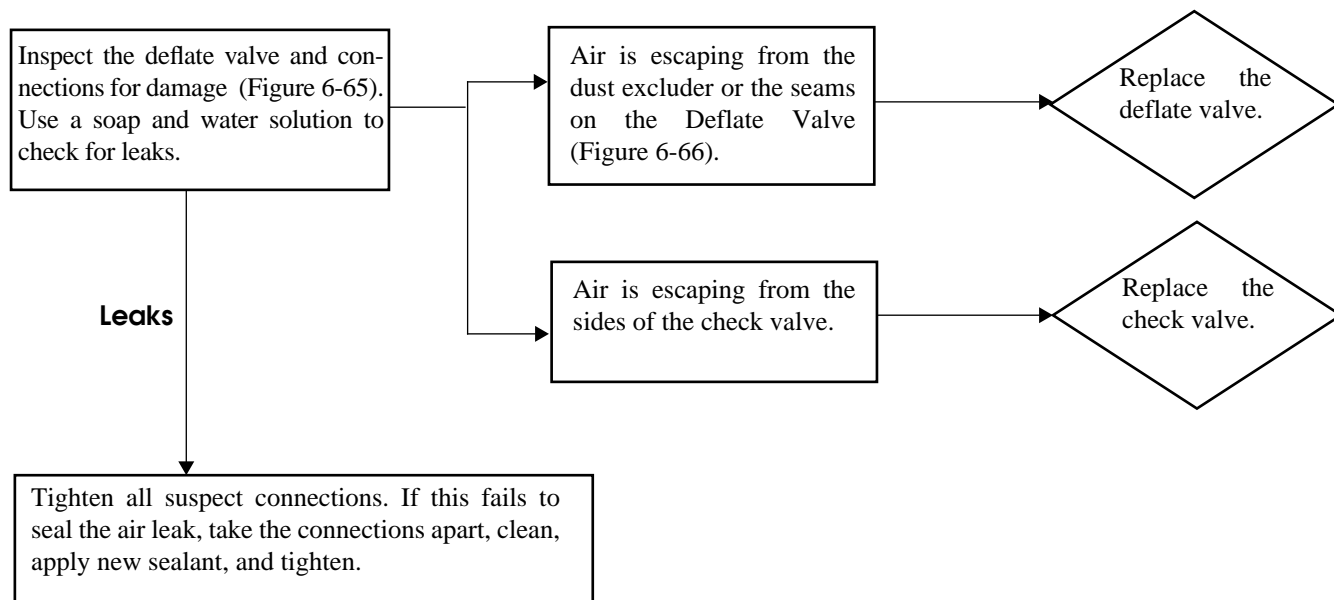 Inspect the deflate valve and con-
nections for damage (Figure 6-65).
Use a soap and water solution to
check for leaks.
Air is escaping from the
dust excluder or the seams
on the Deflate Valve
(Figure 6-66).
Replace the
deflate valve.
Air is escaping from the
sides of the check valve.
Replace the
check valve.
Leaks
Tighten all suspect connections. If this fails to
seal the air leak, take the connections apart, clean,
apply new sealant, and tighten.